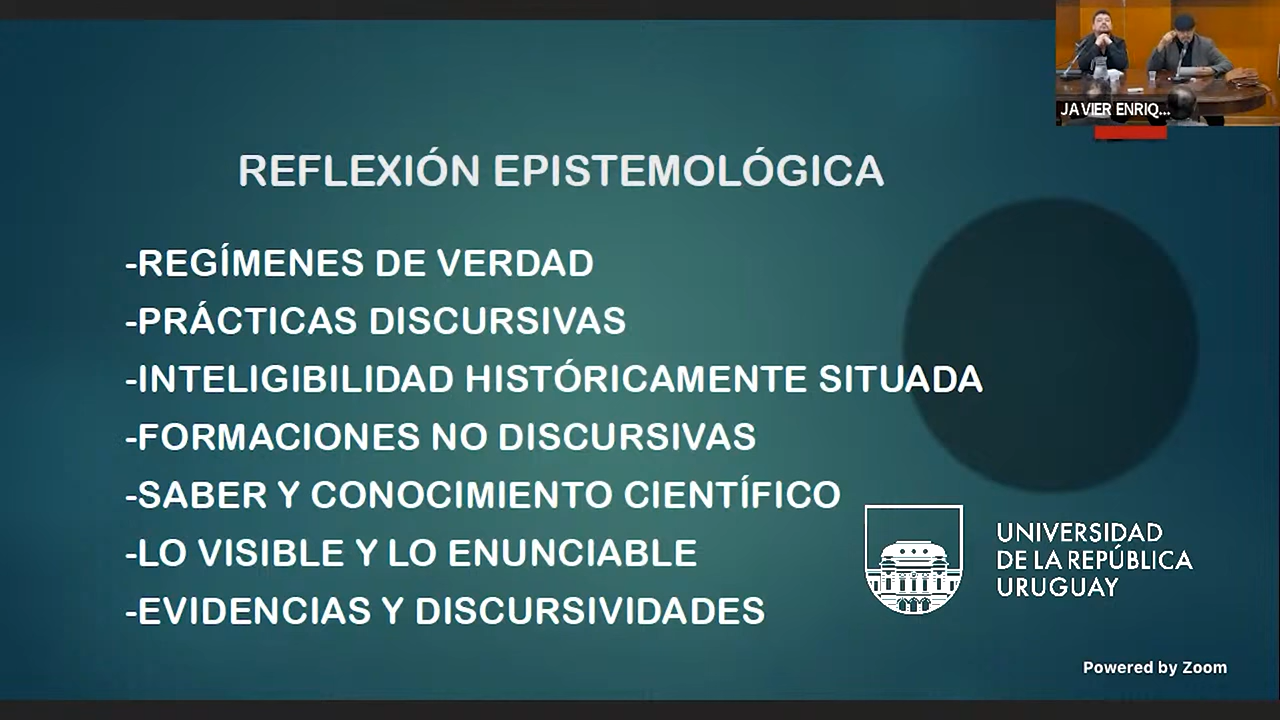 JAVIER ENRIQ...
REFLEXIÓN EPISTEMOLÓGICA
-REGÍMENES DE VERDAD
-PRÁCTICAS DISCURSIVAS
-INTELIGIBILIDAD HISTÓRICAMENTE SITUADA
-FORMACIONES NO DISCURSIVAS
-SABER Y CONOCIMIENTO CIENTÍFICO
-LO VISIBLE Y LO ENUNCIABLE
-EVIDENCIAS Y DISCURSIVIDADES
UNIVERSIDAD
DE LA REPÚBLICA
URUGUAY
Powered by Zoom